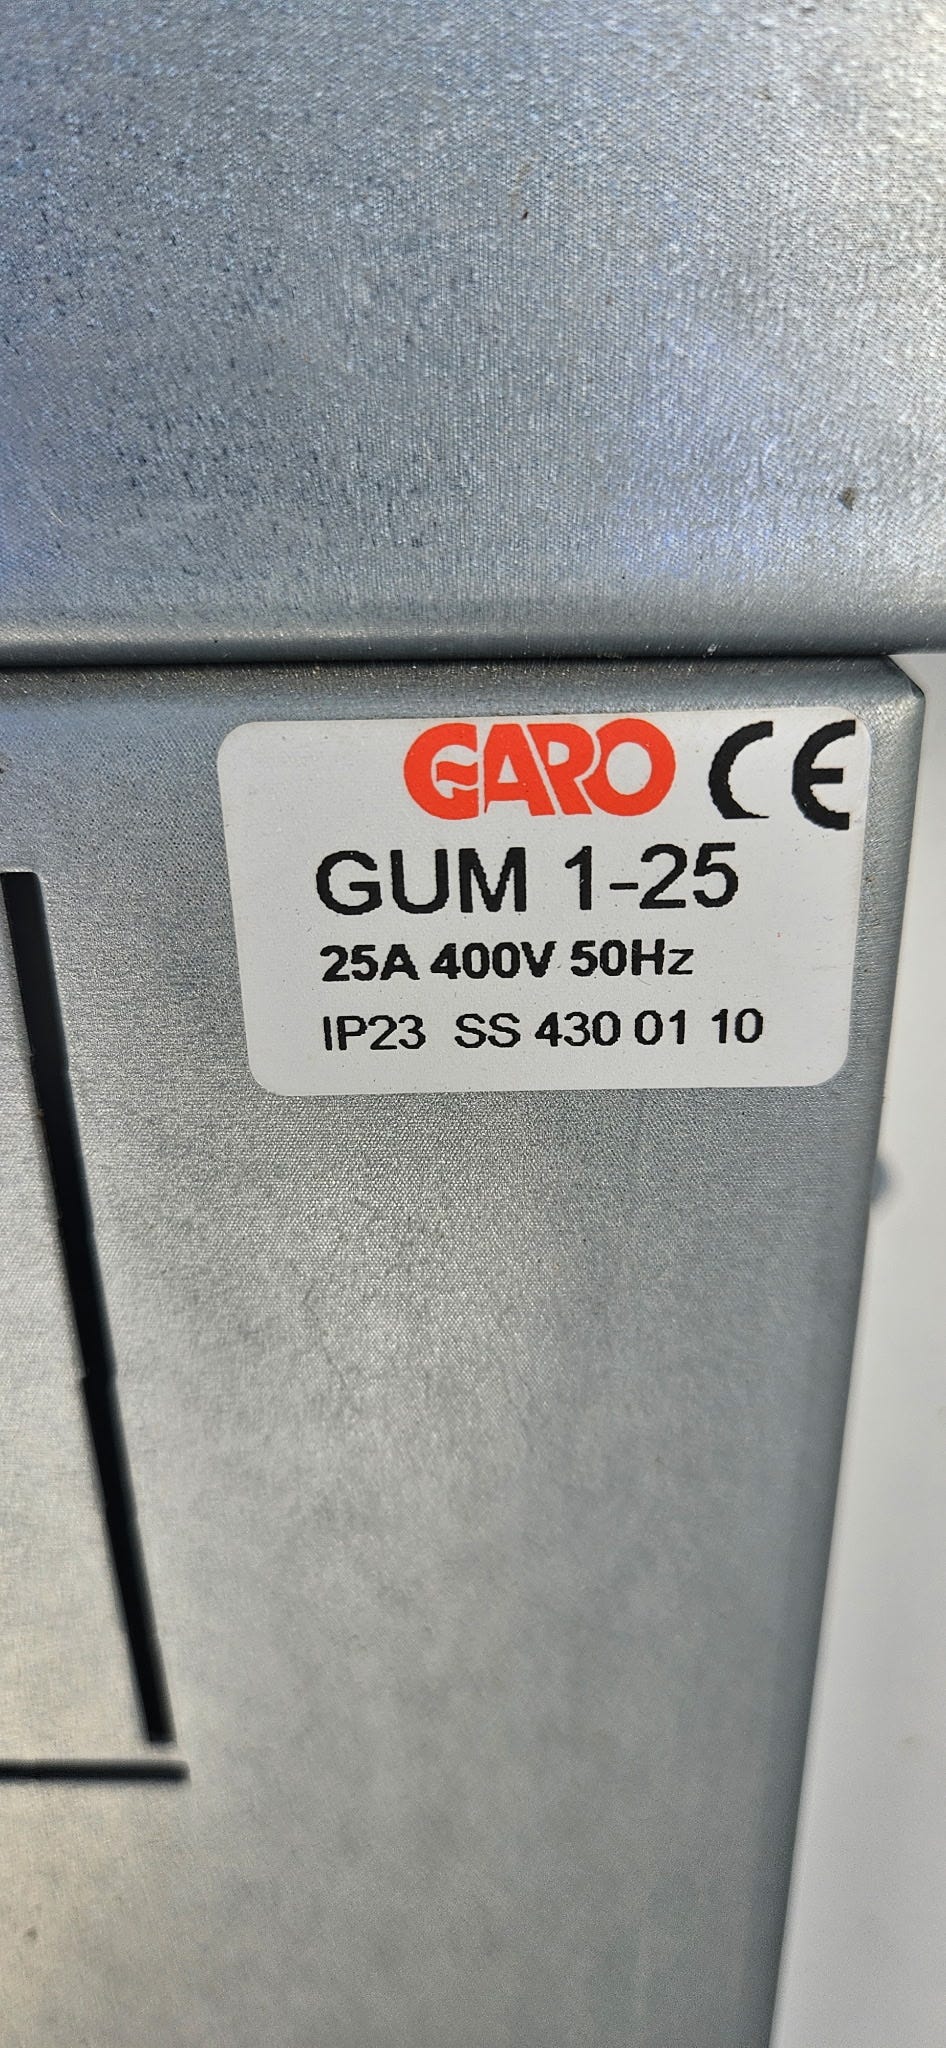 GARO CE
GUM 1-25
25A 400V 50Hz
IP23 SS 430 01 10